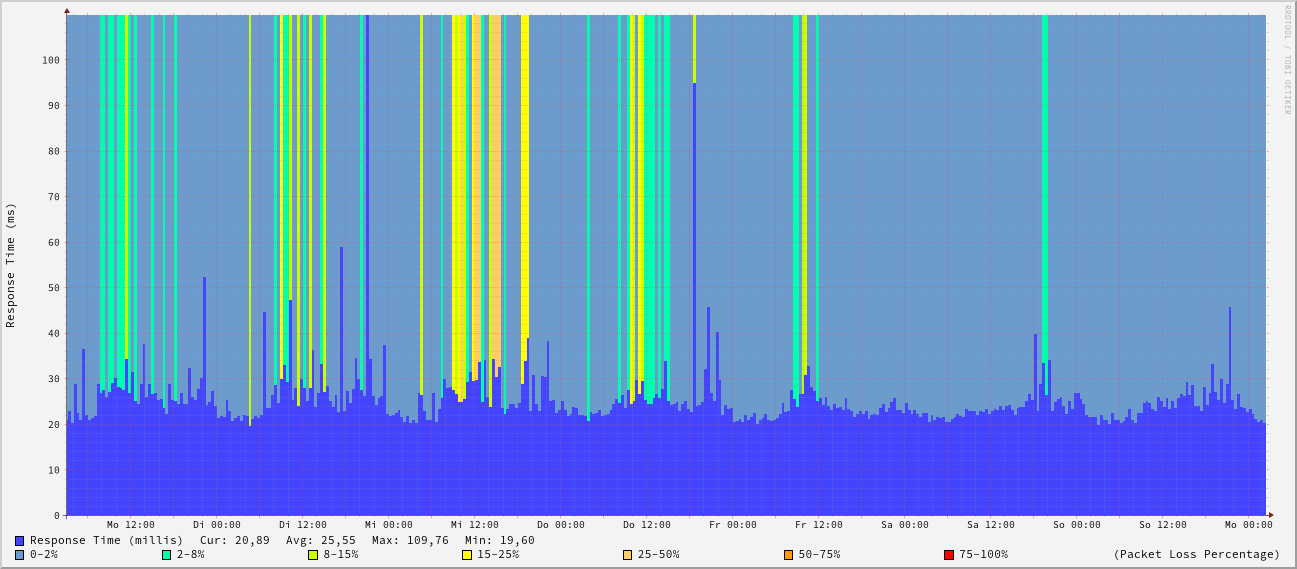 RRDTOOL / TOBI OETIKER
Response Time (ms)
100
90
80
70
60
50
40
30
20
10
0
Mo 12:00 Di 00:00 Di 12:00 Mi 00:00 Mi 12:00 Do 00:00 Do 12:00 Fr 00:00 Fr 12:00 Sa 00:00 Sa 12:00 So 00:00 So 12:00 Mo 00:00
Response Time (millis) Cur: 20,89 Avg: 25,55 Max: 109,76 Min: 19,60
0-2% 2-8% 8-15% 15-25% 25-50% 50-75% 75-100% (Packet Loss Percentage)